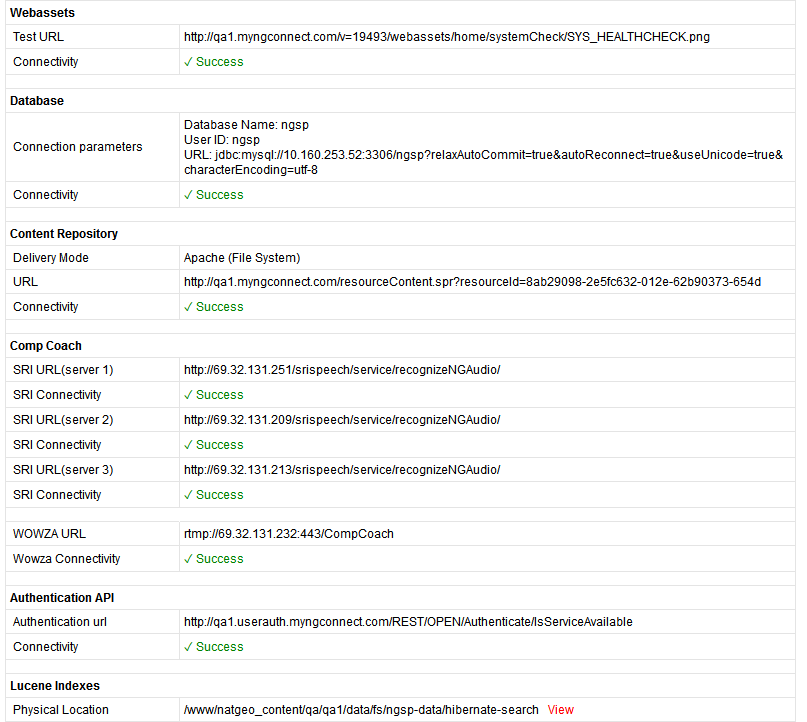 Webassets
Test URL http://qa1.myngconnect.com/v=19493/webassets/home/systemCheck/SYS_HEALTHCHECK.png
Connectivity ✓ Success
Database
Connection parameters
Database Name: ngsp
User ID: ngsp
URL: jdbc:mysql://10.160.253.52:3306/ngsp?relaxAutoCommit=true&autoReconnect=true&useUnicode=true&
characterEncoding=utf-8
Connectivity ✓ Success
Content Repository
Delivery Mode Apache (File System)
URL http://qa1.myngconnect.com/resourceContent.spr?resourceId=8ab29098-2e5fc632-012e-62b90373-654d
Connectivity ✓ Success
Comp Coach
SRI URL(server 1) http://69.32.131.251/srispeech/service/recognizeNGAudio/
SRI Connectivity ✓ Success
SRI URL(server 2) http://69.32.131.209/srispeech/service/recognizeNGAudio/
SRI Connectivity ✓ Success
SRI URL(server 3) http://69.32.131.213/srispeech/service/recognizeNGAudio/
SRI Connectivity ✓ Success
WOWZA URL rtmp://69.32.131.232:443/CompCoach
Wowza Connectivity ✓ Success
Authentication API
Authentication url http://qa1.userauth.myngconnect.com/REST/OPEN/Authenticate/IsServiceAvailable
Connectivity ✓ Success
Lucene Indexes
Physical Location /www/natgeo_content/qa/qa1/data/fs/ngsp-data/hibernate-search View